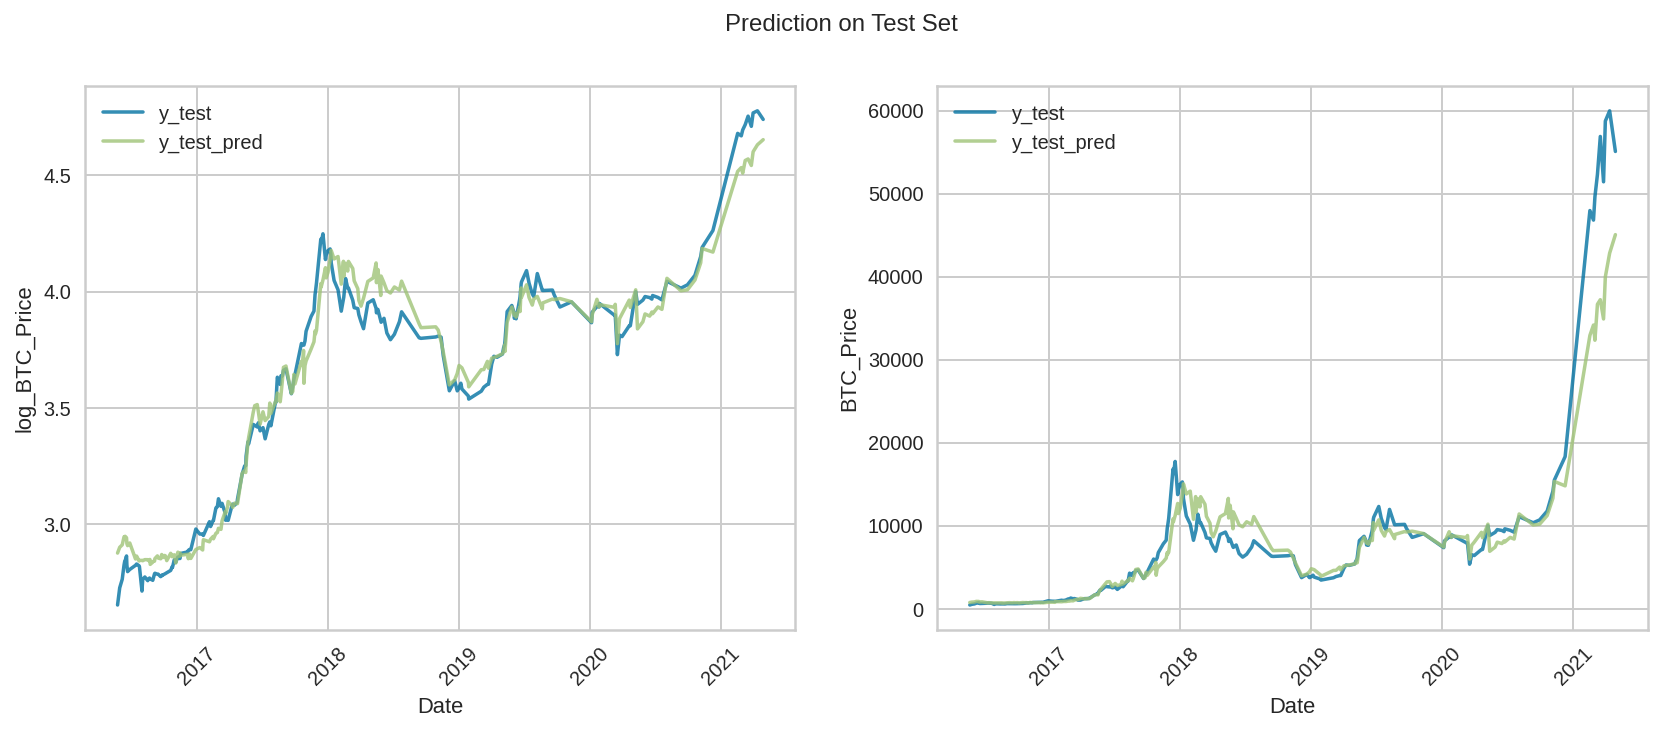 Prediction on Test Set
y_test
y_test_pred
log_BTC_Price
4.5
4.0
3.5
3.0
2017
2018
2019
2020
2021
Date
y_test
y_test_pred
BTC_Price
60000
50000
40000
30000
20000
10000
0
2017
2018
2019
2020
2021
Date